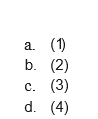 a. (1)
b. (2)
c. (3)
d. (4)